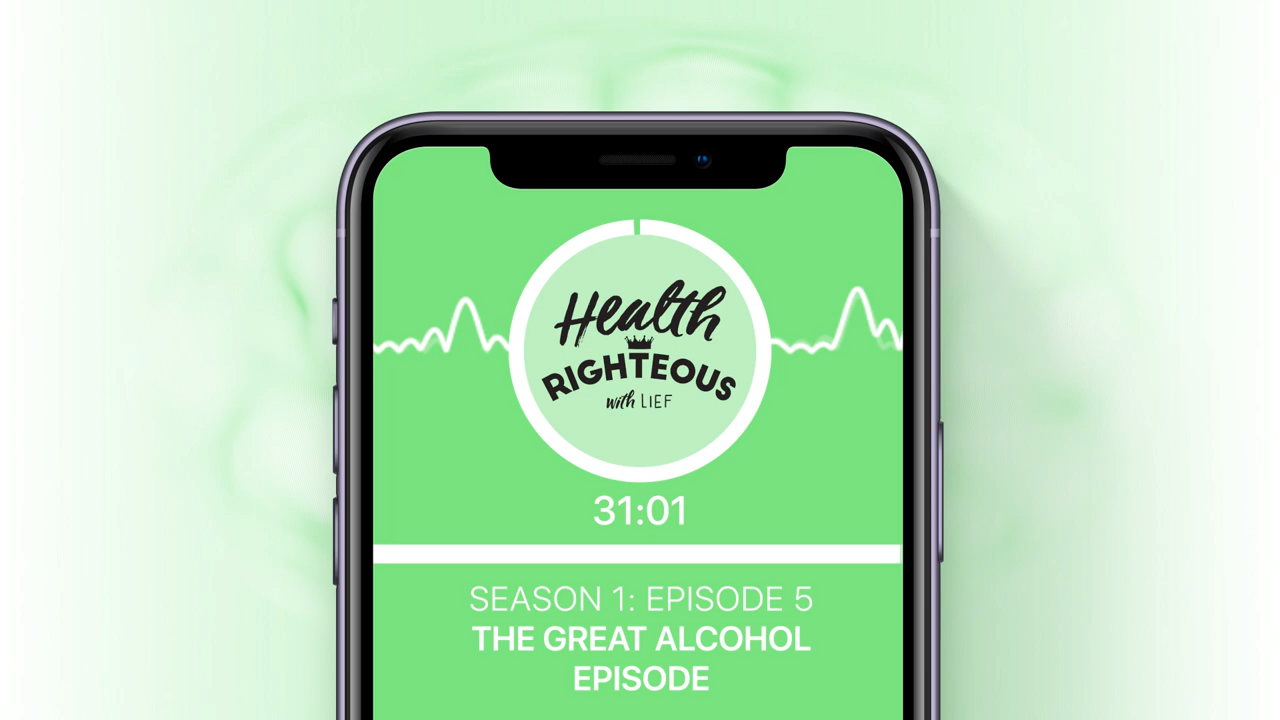 Health
RIGHTEOUS
with LIEF
31:01
SEASON 1: EPISODE 5
THE GREAT ALCOHOL
EPISODE